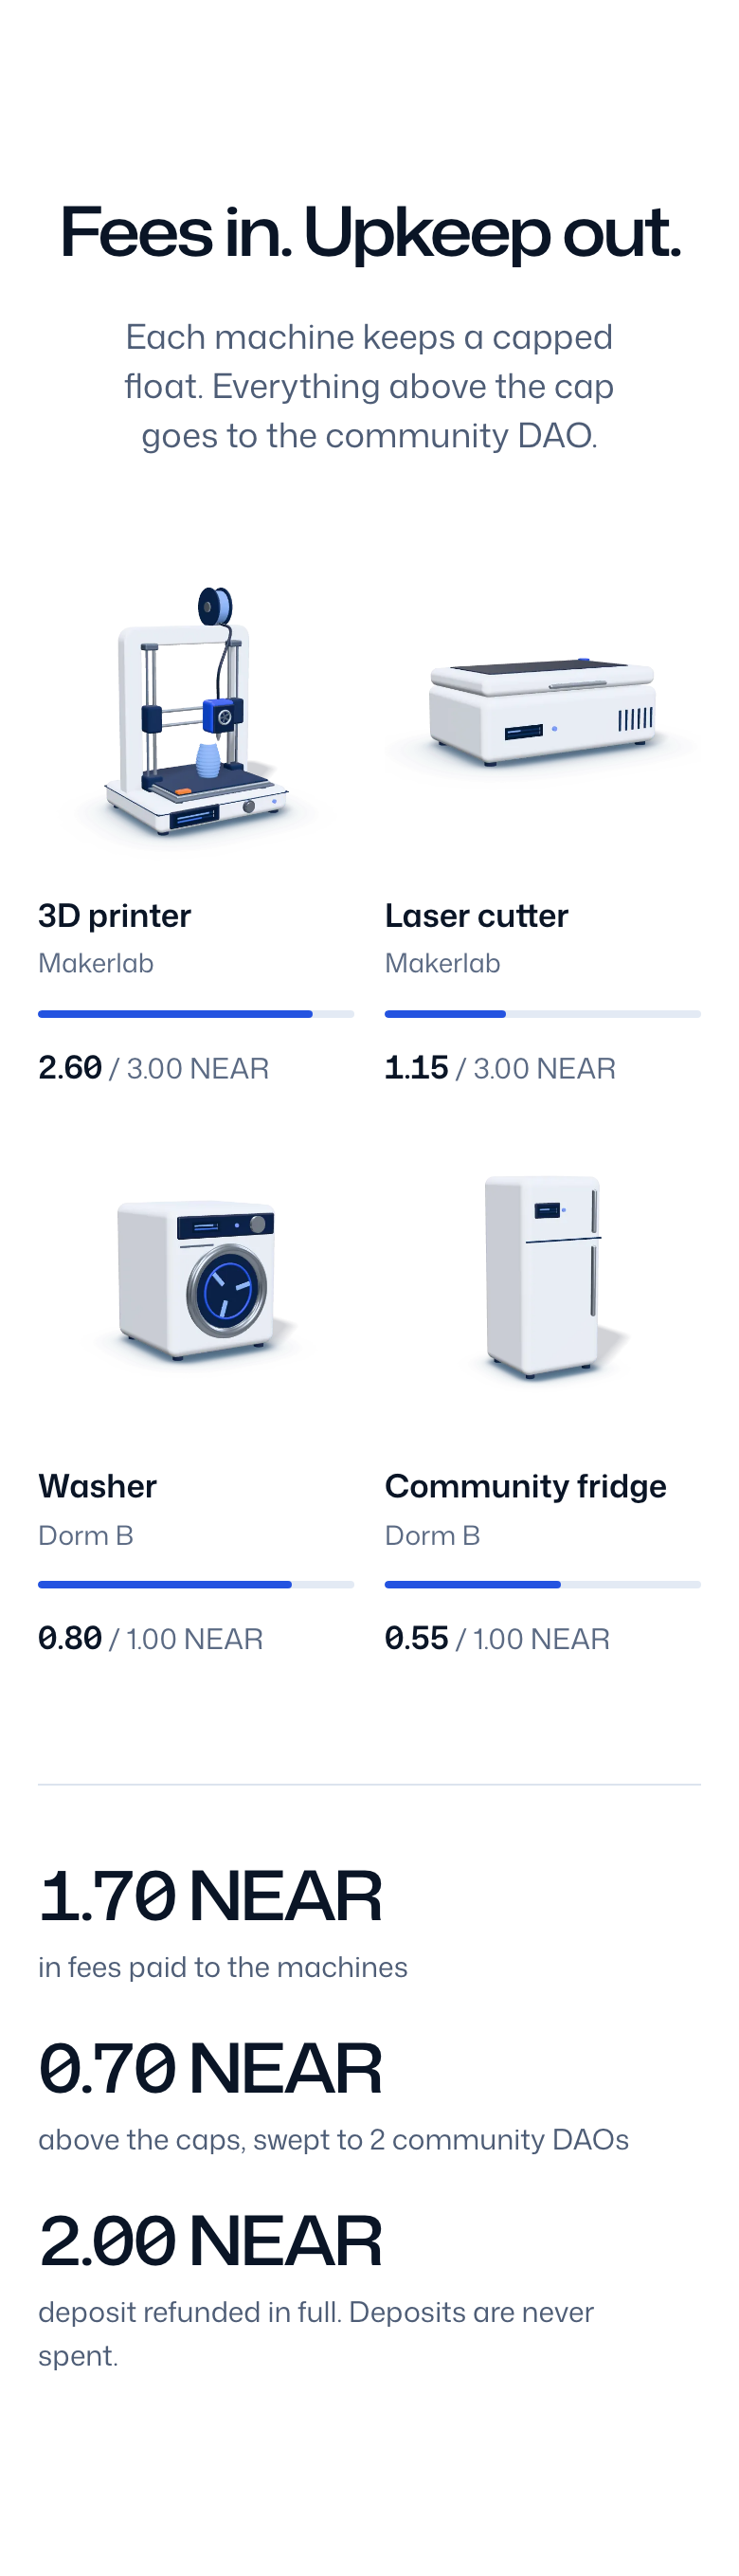 Fees in. Upkeep out.
Each machine keeps a capped
float. Everything above the cap
goes to the community DAO.
3D printer
Makerlab
2.60 / 3.00 NEAR
Laser cutter
Makerlab
1.15 / 3.00 NEAR
Washer
Dorm B
0.80 / 1.00 NEAR
Community fridge
Dorm B
0.55 / 1.00 NEAR
1.70 NEAR
in fees paid to the machines
0.70 NEAR
above the caps, swept to 2 community DAOs
2.00 NEAR
deposit refunded in full. Deposits are never
spent.